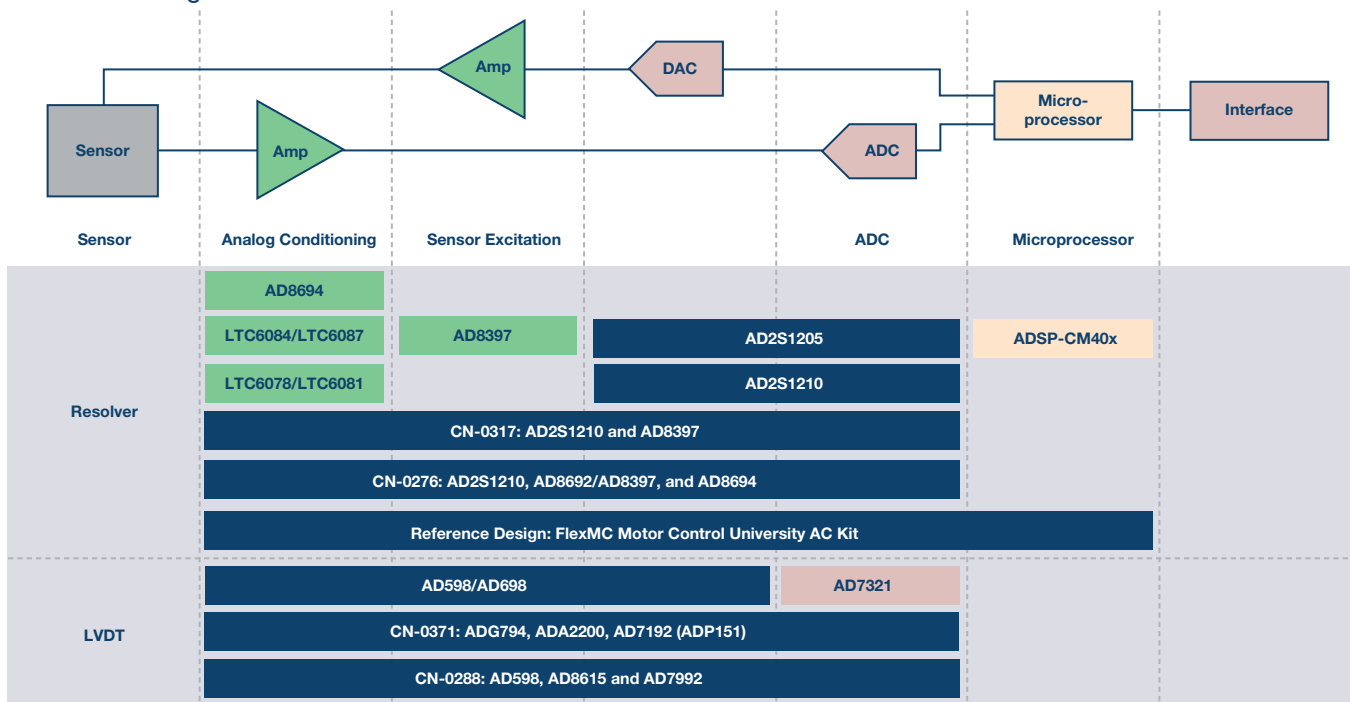 Amp
DAC
Micro-
processor
Interface
Sensor
Amp
ADC
Sensor
Analog Conditioning
Sensor Excitation
ADC
Microprocessor
Resolver
AD8694
LTC6084/LTC6087
AD8397
AD2S1205
ADSP-CM40x
LTC6078/LTC6081
AD2S1210
CN-0317: AD2S1210 and AD8397
CN-0276: AD2S1210, AD8692/AD8397, and AD8694
Reference Design: FlexMC Motor Control University AC Kit
LVDT
AD598/AD698
AD7321
CN-0371: ADG794, ADA2200, AD7192 (ADP151)
CN-0288: AD598, AD8615 and AD7992